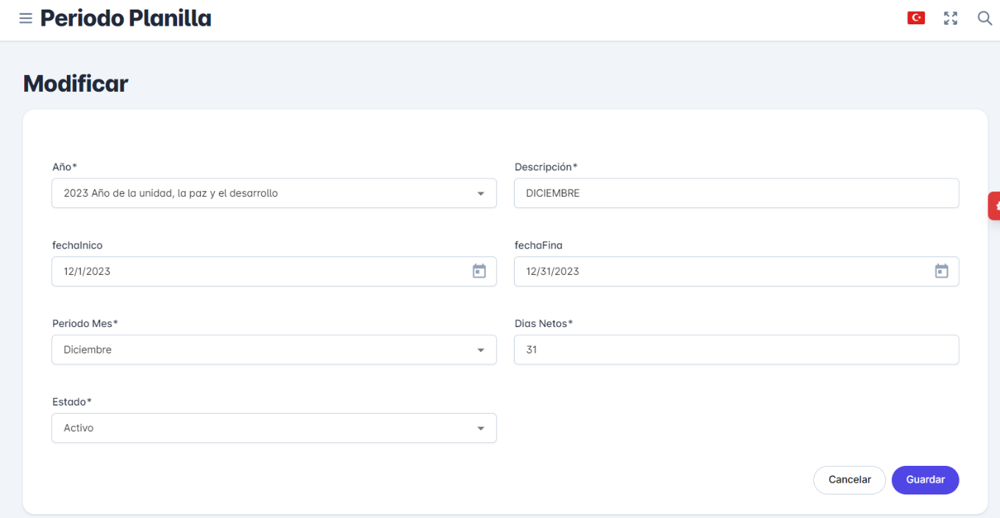 Periodo Planilla
Modificar
Año*
Descripción*
2023 Año de la unidad, la paz y el desarrollo
DICIEMBRE
fechaInico
fechaFina
12/1/2023
12/31/2023
Periodo Mes*
Dias Netos*
Diciembre
31
Estado*
Activo
Cancelar
Guardar